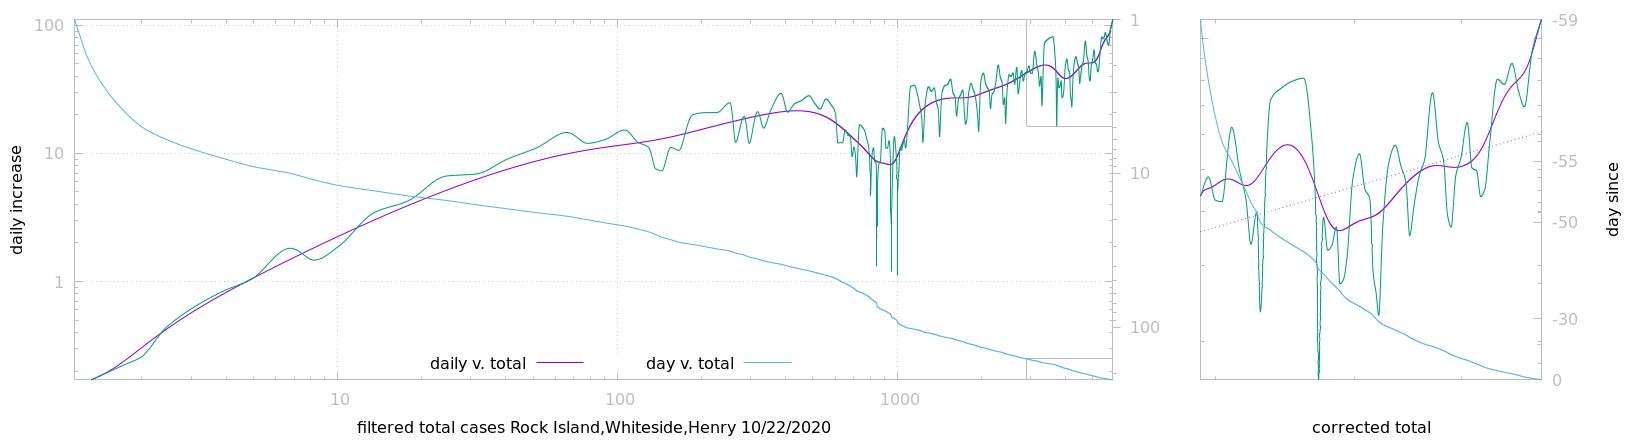 100
10
1
daily increase
10
100
1000
daily v. total
day v. total
filtered total cases Rock Island,Whiteside,Henry 10/22/2020
1
10
100
-59
-55
-50
-30
0
day since
corrected total